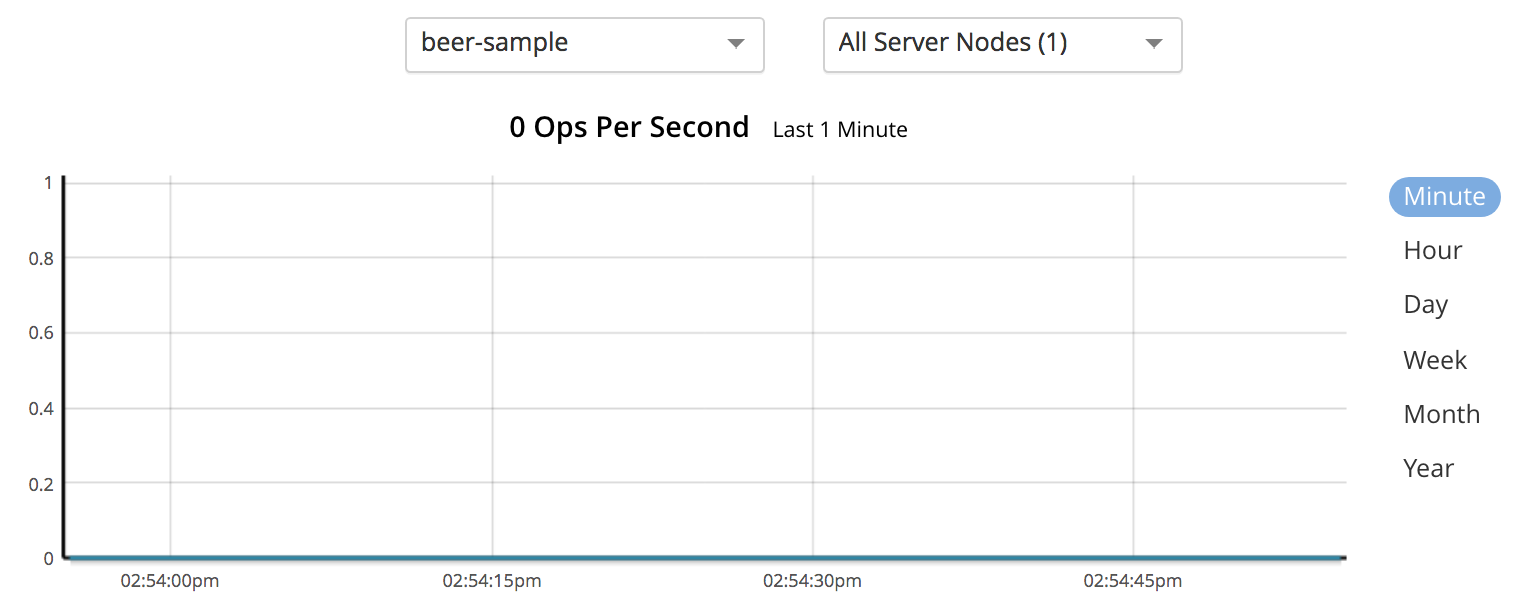 beer-sample All Server Nodes (1)
0 Ops Per Second Last 1 Minute
1
0.8
0.6
0.4
0.2
0
02:54:00pm 02:54:15pm 02:54:30pm 02:54:45pm
Minute
Hour
Day
Week
Month
Year